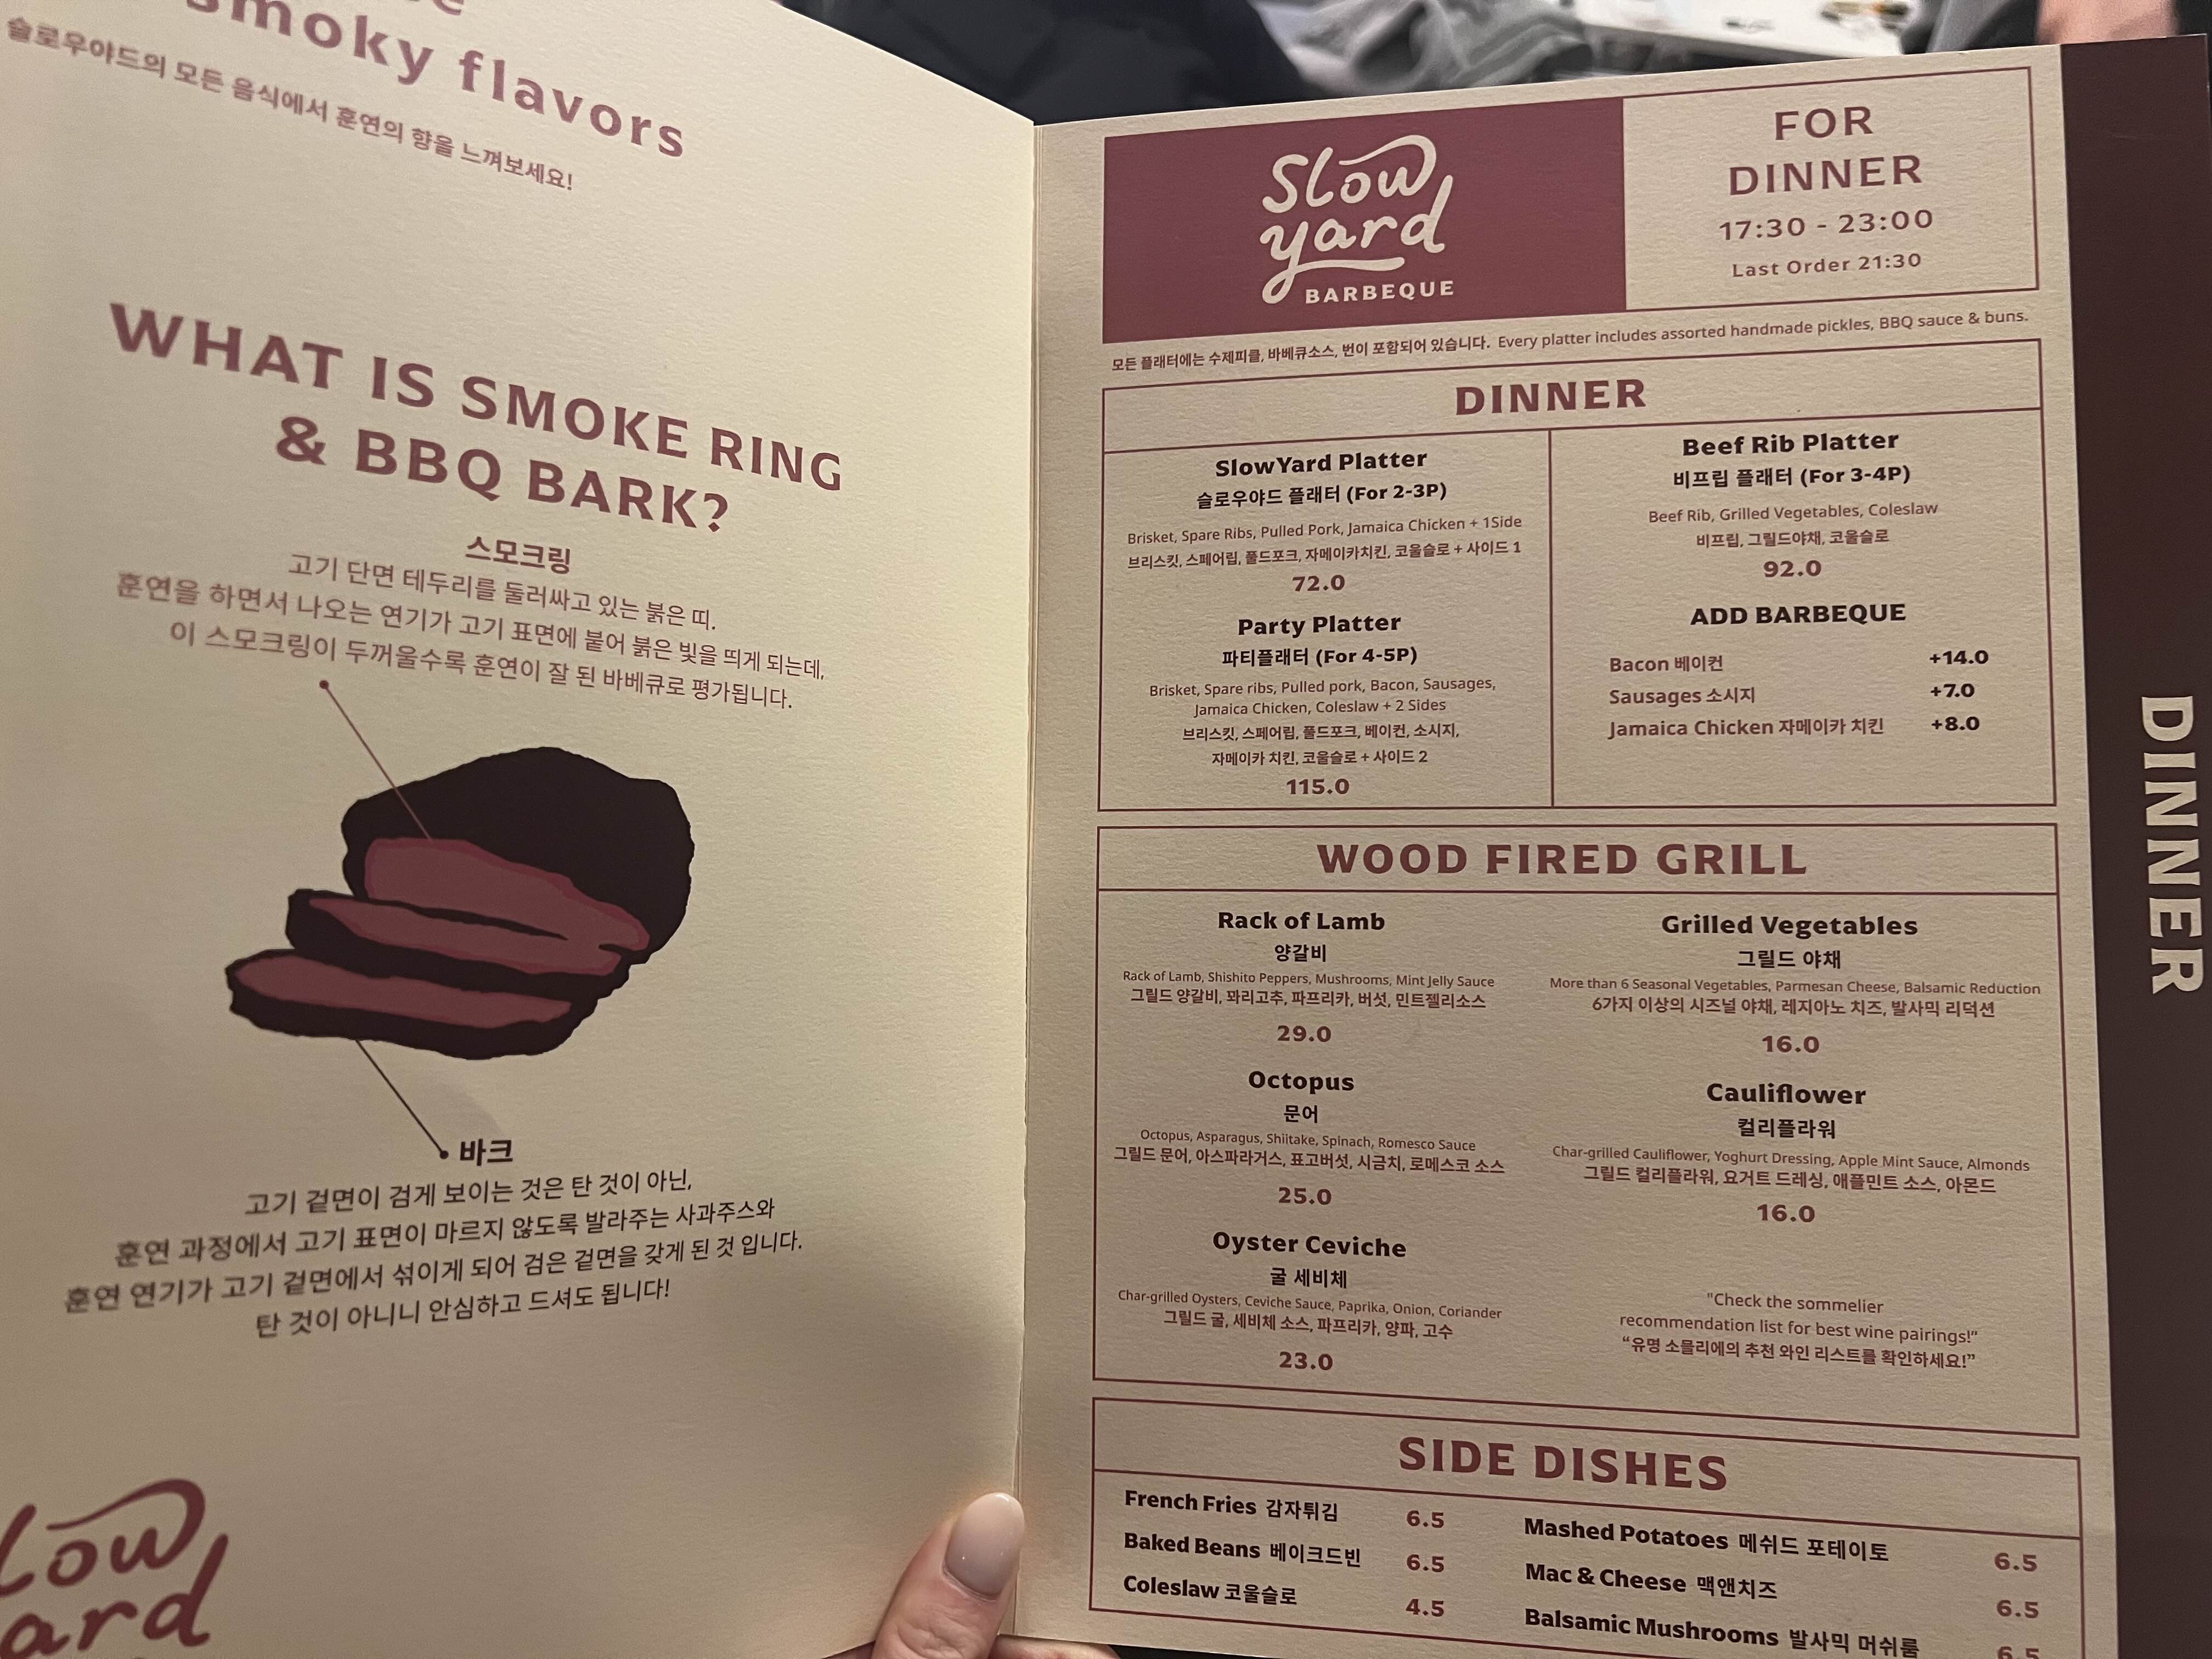 smoky flavors
슬로우야드의 모든 음식에서 훈연의 향을 느껴보세요!
WHAT IS SMOKE RING
& BBQ BARK?
스모크링
고기 단면 테두리를 둘러싸고 있는 붉은 띠.
훈연을 하면서 나오는 연기가 고기 표면에 붙어 붉은 빛을 띄게 되는데,
이 스모크링이 두꺼울수록 훈연이 잘 된 바베큐로 평가됩니다.
바크
고기 겉면이 검게 보이는 것은 탄 것이 아닌,
훈연 과정에서 고기 표면이 마르지 않도록 발라주는 사과주스와
훈연 연기가 고기 겉면에서 섞이게 되어 검은 겉면을 갖게 된 것 입니다.
탄 것이 아니니 안심하고 드셔도 됩니다!
low
ard
Slow
yard
BARBEQUE
FOR
DINNER
17:30 - 23:00
Last Order 21:30
모든 플래터에는 수제피클, 바베큐소스, 번이 포함되어 있습니다. Every platter includes assorted handmade pickles, BBQ sauce & buns.
DINNER
SlowYard Platter
슬로우야드 플래터 (For 2-3P)
Brisket, Spare Ribs, Pulled Pork, Jamaica Chicken + 1Side
브리스킷, 스페어립, 풀드포크, 자메이카치킨, 코울슬로 + 사이드 1
72.0
Party Platter
파티플래터 (For 4-5P)
Brisket, Spare ribs, Pulled pork, Bacon, Sausages,
Jamaica Chicken, Coleslaw + 2 Sides
브리스킷, 스페어립, 풀드포크, 베이컨, 소시지,
자메이카 치킨, 코울슬로 + 사이드 2
115.0
Beef Rib Platter
비프립 플래터 (For 3-4P)
Beef Rib, Grilled Vegetables, Coleslaw
비프립, 그릴드야채, 코울슬로
92.0
ADD BARBEQUE
Bacon 베이컨 +14.0
Sausages 소시지 +7.0
Jamaica Chicken 자메이카 치킨 +8.0
WOOD FIRED GRILL
Rack of Lamb
양갈비
Rack of Lamb, Shishito Peppers, Mushrooms, Mint Jelly Sauce
그릴드 양갈비, 꽈리고추, 파프리카, 버섯, 민트젤리소스
29.0
Octopus
문어
Octopus, Asparagus, Shiitake, Spinach, Romesco Sauce
그릴드 문어, 아스파라거스, 표고버섯, 시금치, 로메스코 소스
25.0
Oyster Ceviche
굴 세비체
Char-grilled Oysters, Ceviche Sauce, Paprika, Onion, Coriander
그릴드 굴, 세비체 소스, 파프리카, 양파, 고수
23.0
Grilled Vegetables
그릴드 야채
More than 6 Seasonal Vegetables, Parmesan Cheese, Balsamic Reduction
6가지 이상의 시즈널 야채, 레지아노 치즈, 발사믹 리덕션
16.0
Cauliflower
컬리플라워
Char-grilled Cauliflower, Yoghurt Dressing, Apple Mint Sauce, Almonds
그릴드 컬리플라워, 요거트 드레싱, 애플민트 소스, 아몬드
16.0
"Check the sommelier
recommendation list for best wine pairings!"
“유명 소믈리에의 추천 와인 리스트를 확인하세요!”
SIDE DISHES
French Fries 감자튀김 6.5
Baked Beans 베이크드빈 6.5
Coleslaw 코울슬로 4.5
Mashed Potatoes 메쉬드 포테이토 6.5
Mac & Cheese 맥앤치즈 6.5
Balsamic Mushrooms 발사믹 머쉬룸 6.5
DINNER